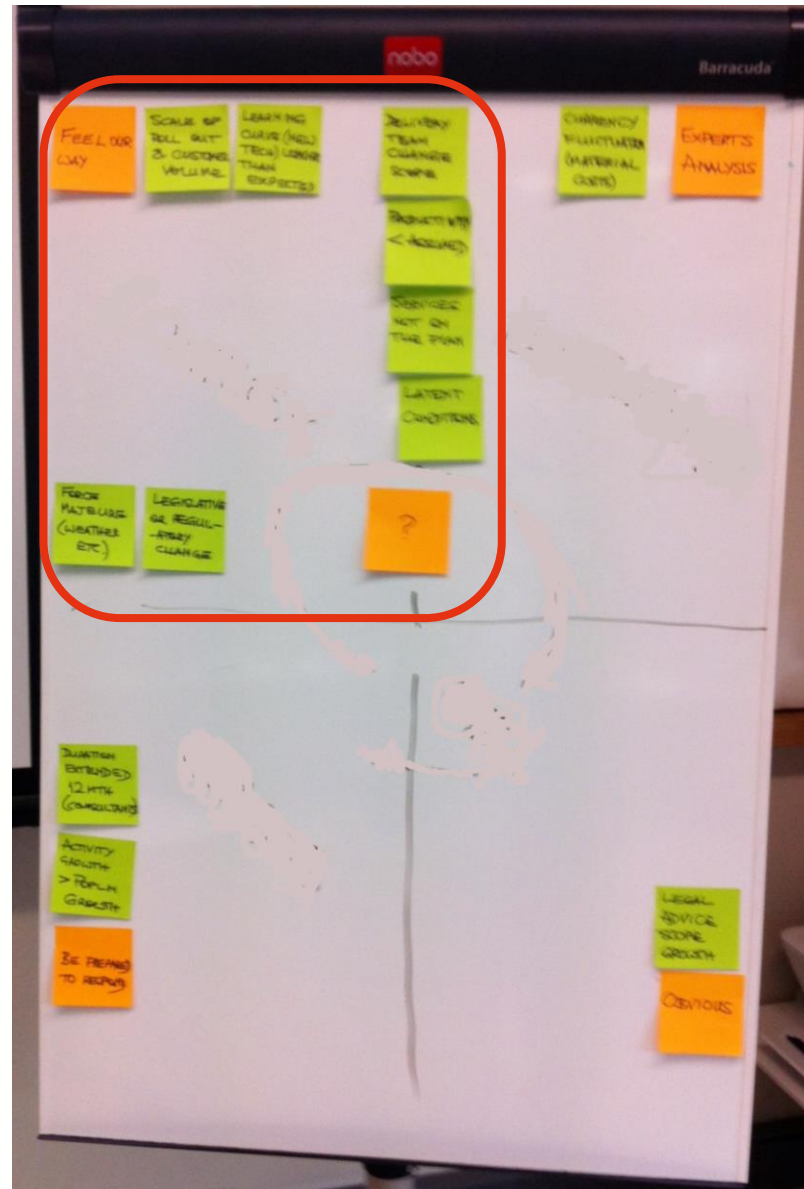 nobo
Barracuda
FEEL OUR
WAY
SCALE OF
ROLL OUT
& CUSTOMER
VOLUME
LEARNING
CURVE (NEW
TECH) LONGER
THAN
EXPECTED)
DELIVERY
TEAM
CHANGE
SCOPE
CURRENCY
FLUCTUATION
(MATERIAL
COSTS)
EXPERTS
ANALYSIS
PRODUCTIVITY
< ASSUMED
SERVICES
NOT ON
THE PLAN
LATENT
CONDITIONS
FORCE
MAJEURE
(WEATHER
ETC)
LEGISLATIVE
OR REGUL-
ATORY
CHANGE
?
DURATION
EXTENDED
12 MTH
(CONSULTANTS)
ACTIVITY
GROWTH
> POPLN
GROWTH
BE PREPARED
TO RESPOND
LEGAL
ADVICE
SCOPE
GROWTH
OBVIOUS